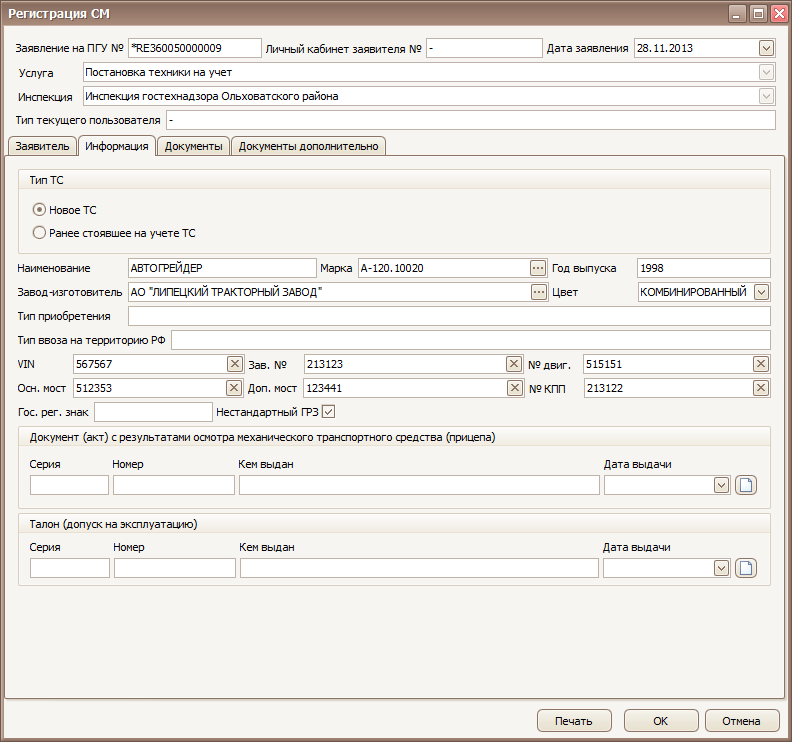 Регистрация СМ
Заявление на ПГУ № *RE360050000009 Личный кабинет заявителя № - Дата заявления 28.11.2013
Услуга Постановка техники на учет
Инспекция Инспекция гостехнадзора Ольховатского района
Тип текущего пользователя -
Заявитель Информация Документы Документы дополнительно
Тип ТС
Новое ТС
Ранее стоявшее на учете ТС
Наименование АВТОГРЕЙДЕР Марка А-120.10020 Год выпуска 1998
Завод-изготовитель АО "ЛИПЕЦКИЙ ТРАКТОРНЫЙ ЗАВОД" Цвет КОМБИНИРОВАННЫЙ
Тип приобретения
Тип ввоза на территорию РФ
VIN 567567 Зав. № 213123 № двиг. 515151
Осн. мост 512353 Доп. мост 123441 № КПП 213122
Гос. рег. знак Нестандартный ГРЗ
Документ (акт) с результатами осмотра механического транспортного средства (прицепа)
Серия Номер Кем выдан Дата выдачи
Талон (допуск на эксплуатацию)
Серия Номер Кем выдан Дата выдачи
Печать ОК Отмена